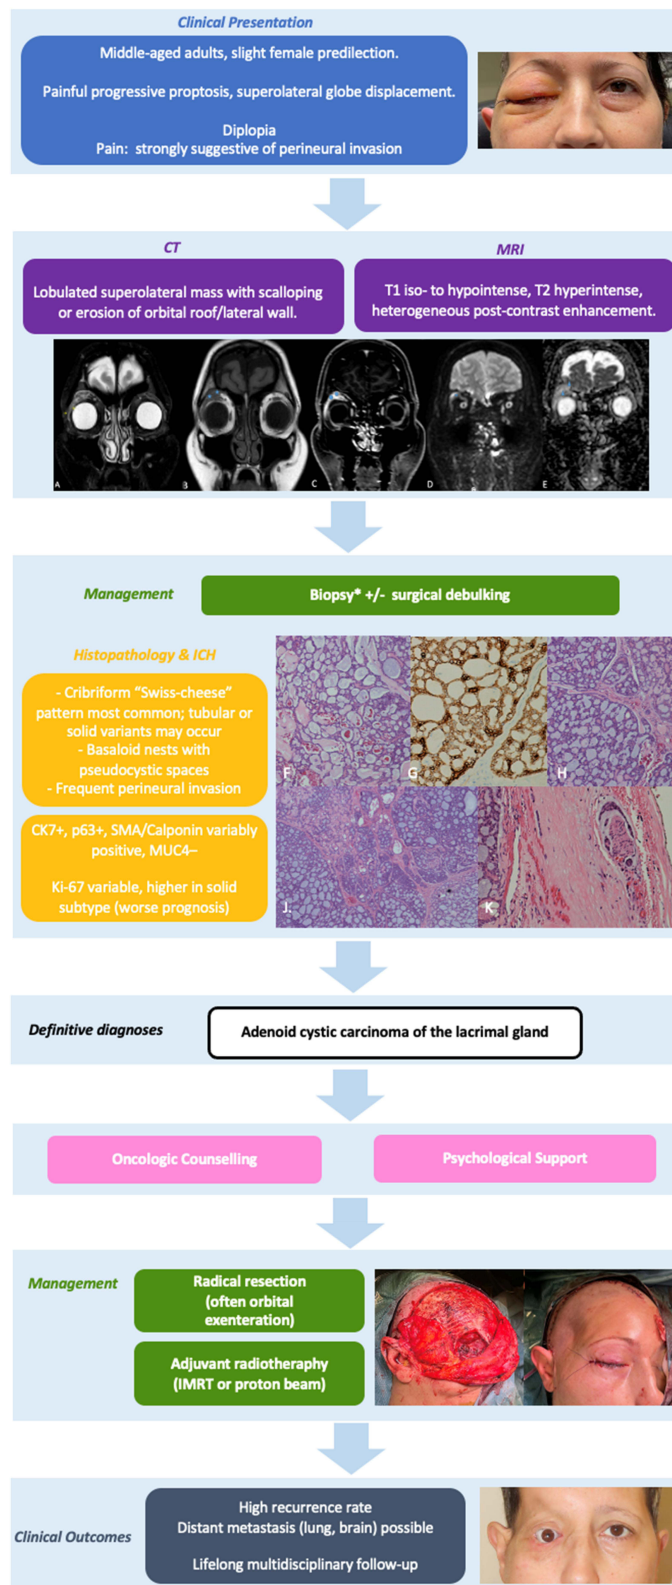 Clinical Presentation
Middle-aged adults, slight female predilection.
Painful progressive proptosis, superolateral globe displacement.
Diplopia
Pain: strongly suggestive of perineural invasion
CT
MRI
Lobulated superolateral mass with scalloping
or erosion of orbital roof/lateral wall.
T1 iso- to hypointense, T2 hyperintense,
heterogeneous post-contrast enhancement.
A
B
C
D
E
Management
Biopsy* +/- surgical debulking
Histopathology & ICH
- Cribriform “Swiss-cheese”
pattern most common; tubular or
solid variants may occur
- Basaloid nests with
pseudocystic spaces
- Frequent perineural invasion
CK7+, p63+, SMA/Calponin variably
positive, MUC4–
Ki-67 variable, higher in solid
subtype (worse prognosis)
F
G
H
J.
K
Definitive diagnoses
Adenoid cystic carcinoma of the lacrimal gland
Oncologic Counselling
Psychological Support
Management
Radical resection
(often orbital
exenteration)
Adjuvant radiotheraphy
(IMRT or proton beam)
Clinical Outcomes
High recurrence rate
Distant metastasis (lung, brain) possible
Lifelong multidisciplinary follow-up